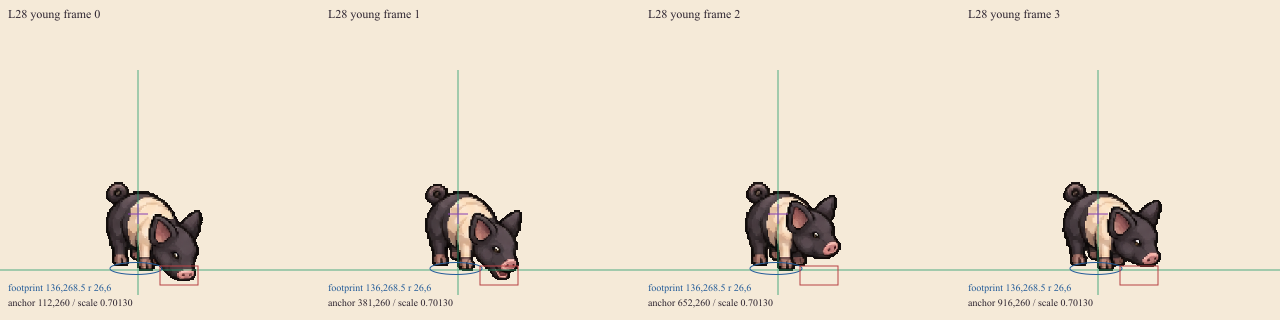 L28 young frame 0
L28 young frame 1
L28 young frame 2
L28 young frame 3
footprint 136,268.5 r 26,6
anchor 112,260 / scale 0.70130
footprint 136,268.5 r 26,6
anchor 381,260 / scale 0.70130
footprint 136,268.5 r 26,6
anchor 652,260 / scale 0.70130
footprint 136,268.5 r 26,6
anchor 916,260 / scale 0.70130